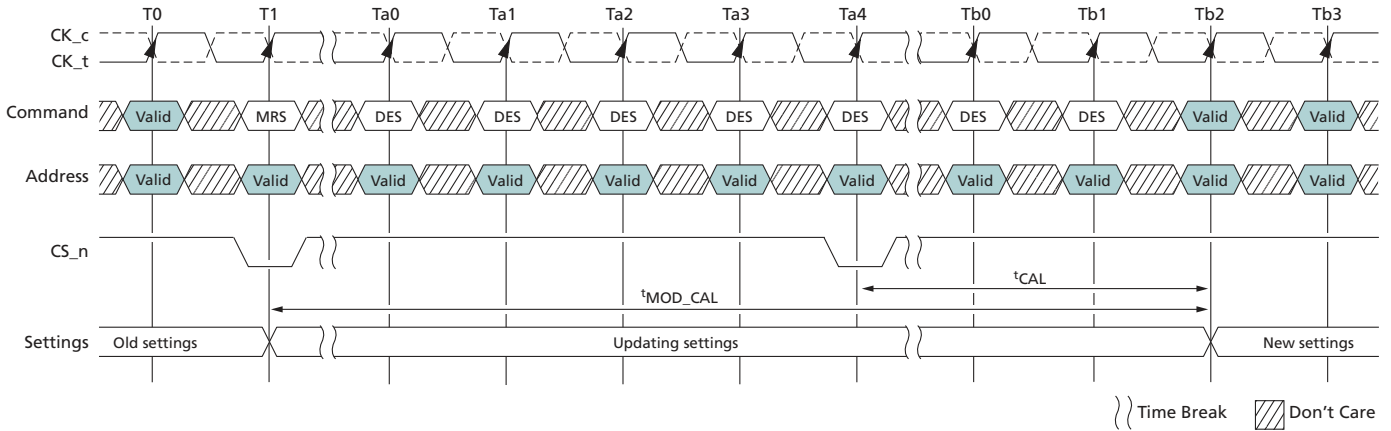 T0 T1 Ta0 Ta1 Ta2 Ta3 Ta4 Tb0 Tb1 Tb2 Tb3
CK_c
CK_t
Command Valid MRS DES DES DES DES DES DES DES Valid Valid
Address Valid Valid Valid Valid Valid Valid Valid Valid Valid Valid Valid
CS_n
tCAL
tMOD_CAL
Settings Old settings Updating settings New settings
Time Break Don't Care